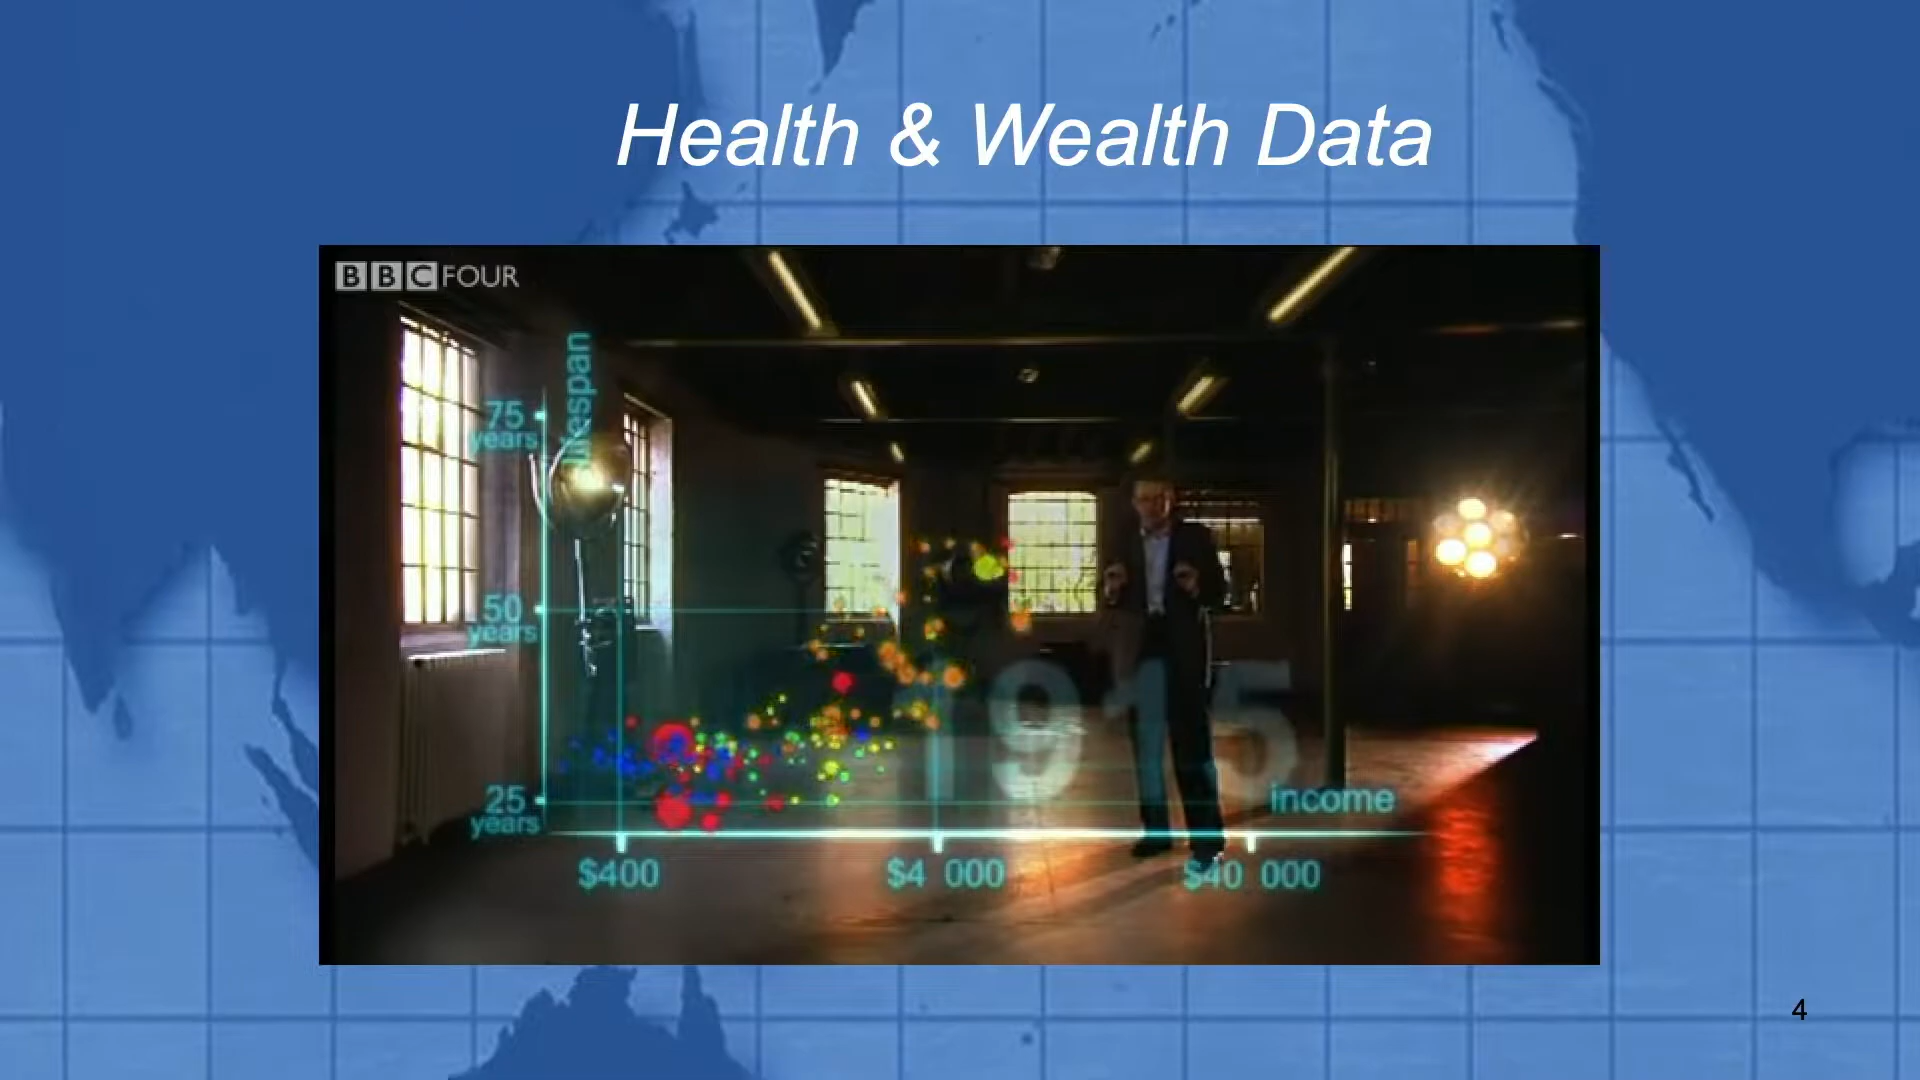 Health & Wealth Data
BBC FOUR
lifespan
75
years
50
years
1915
25
years
income
$400
$4 000
$40 000
4